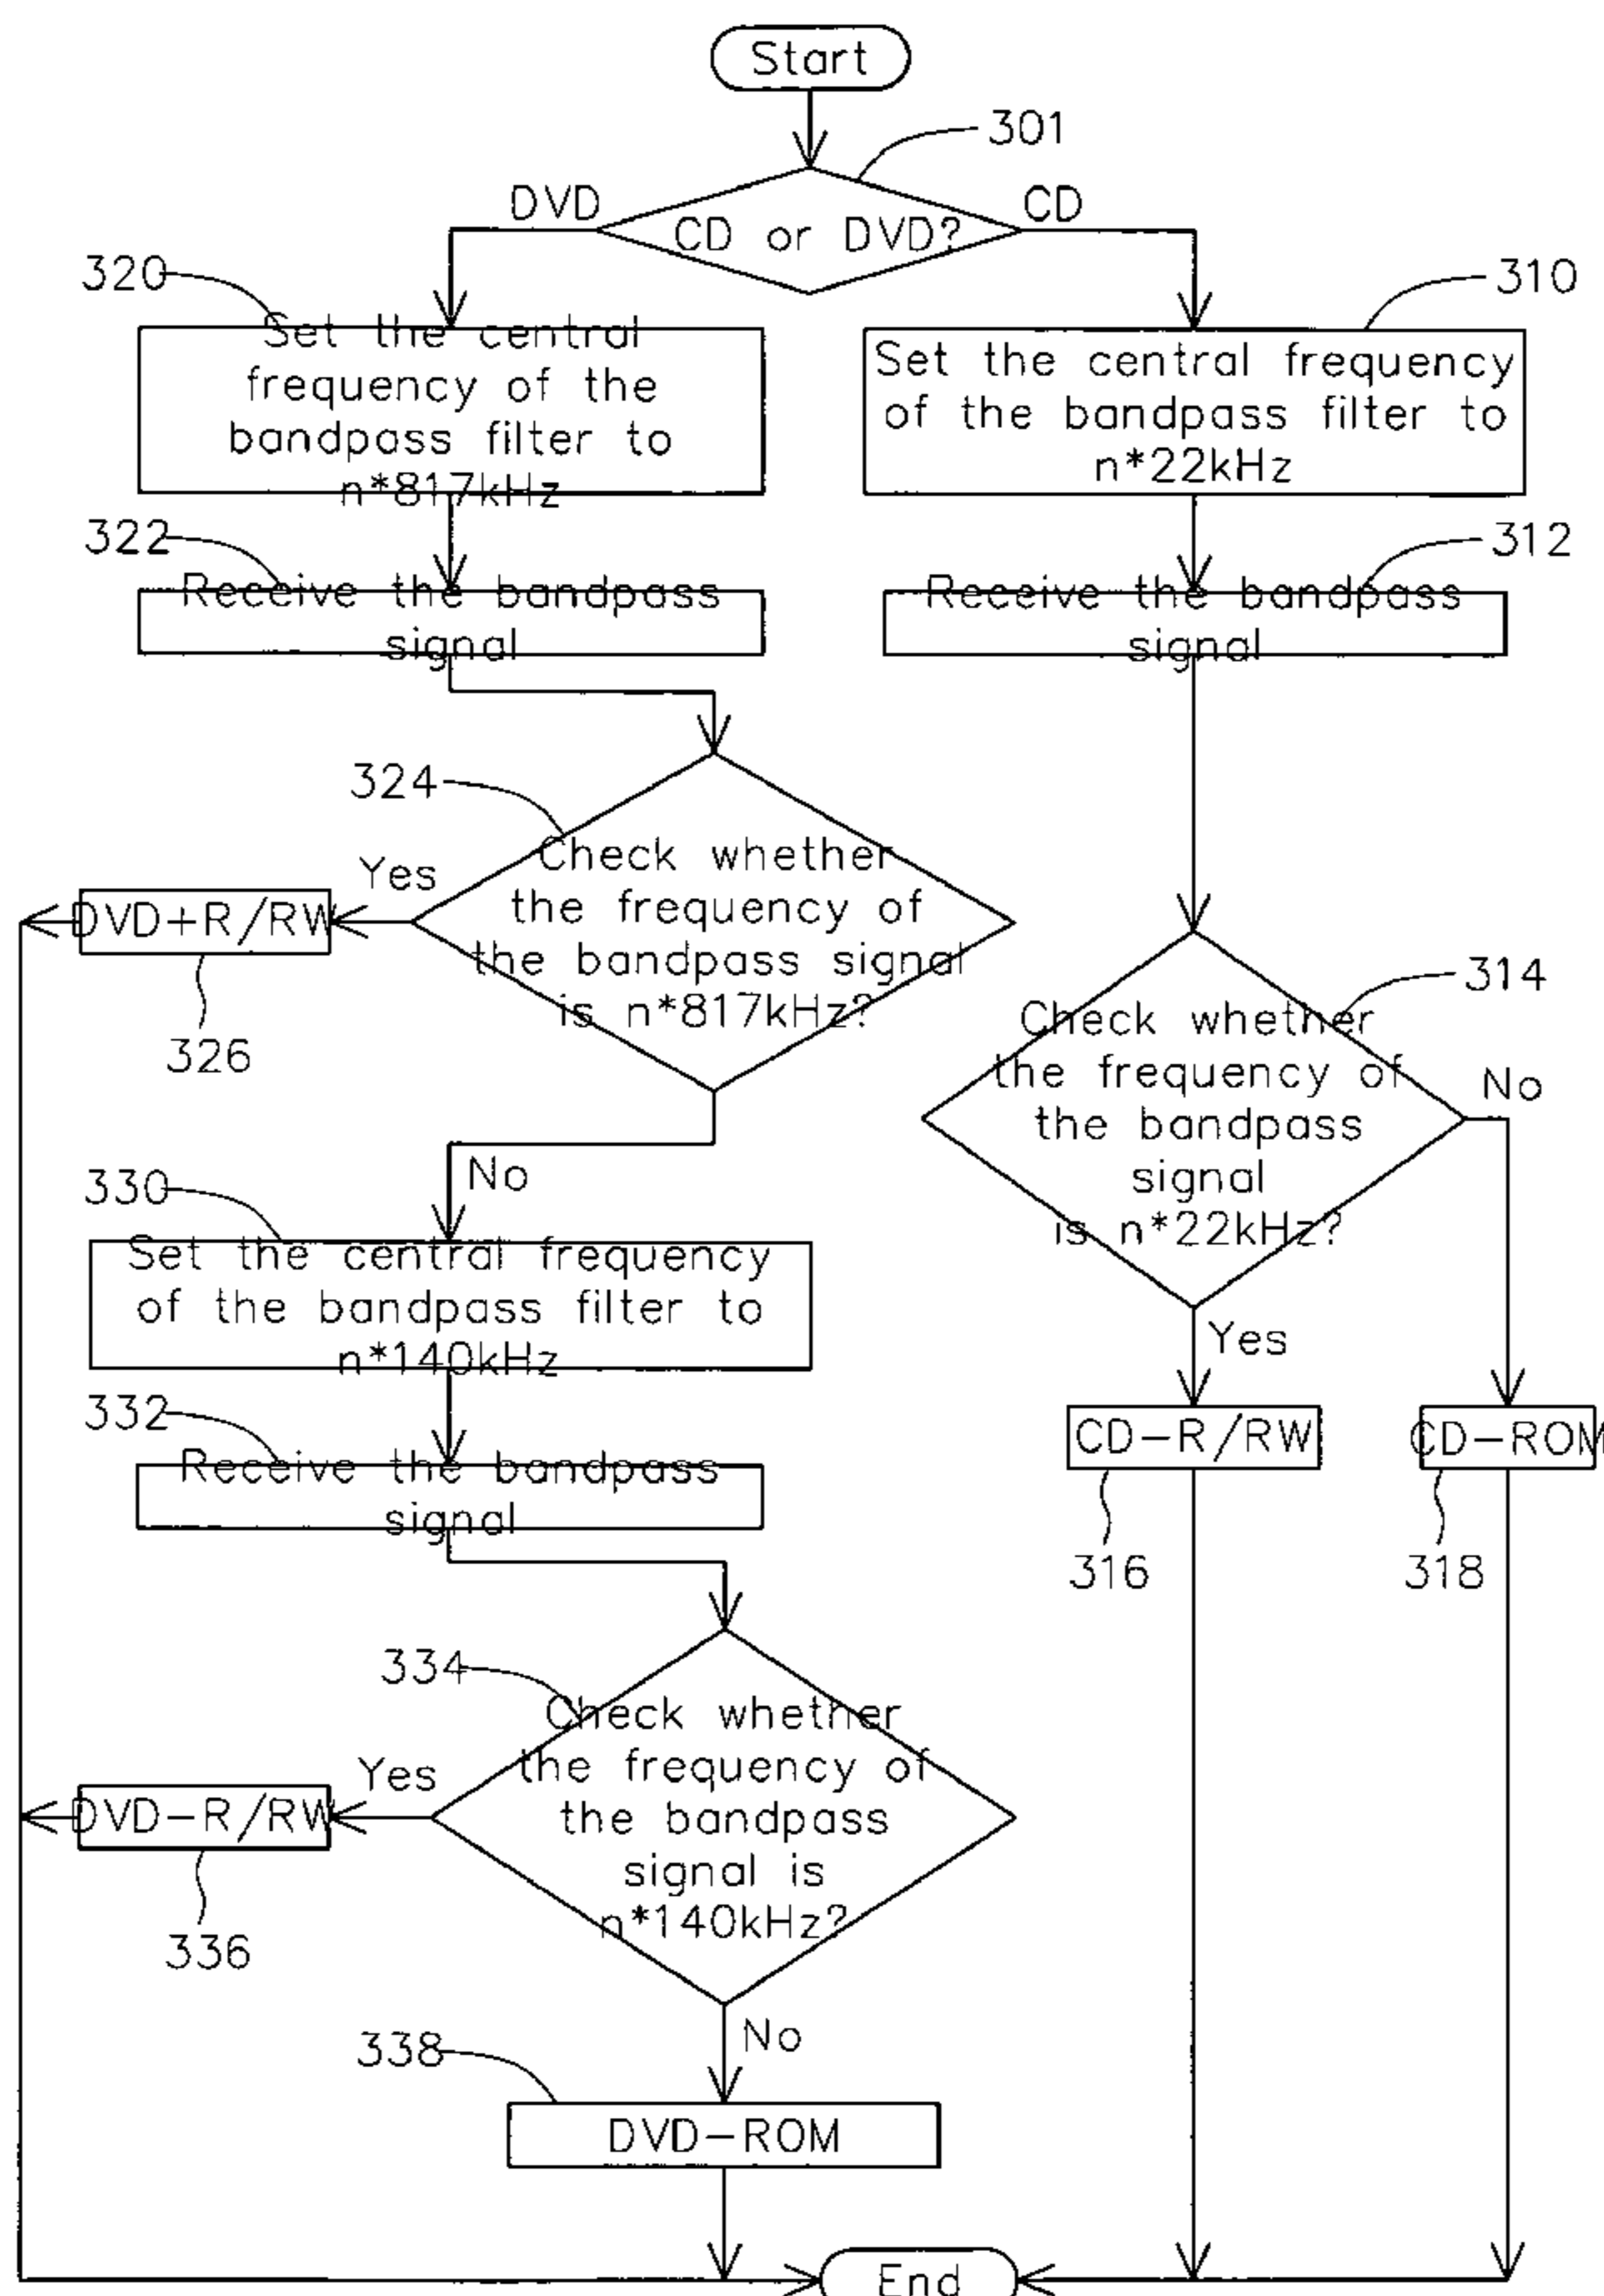 Start
301
DVD
CD
CD or DVD?
320
310
Set the central
frequency of the
bandpass filter to
n*817kHz
Set the central frequency
of the bandpass filter to
n*22kHz
322
312
Receive the bandpass
signal
Receive the bandpass
signal
324
Check whether
the frequency of
the bandpass signal
is n*817kHz?
Yes
DVD+R/RW
326
314
Check whether
the frequency of
the bandpass
signal
is n*22kHz?
No
No
330
Set the central frequency
of the bandpass filter to
n*140kHz
Yes
332
CD-R/RW
CD-ROM
Receive the bandpass
signal
316
318
334
Check whether
the frequency of
the bandpass
signal is
n*140kHz?
Yes
DVD-R/RW
336
No
338
DVD-ROM
End